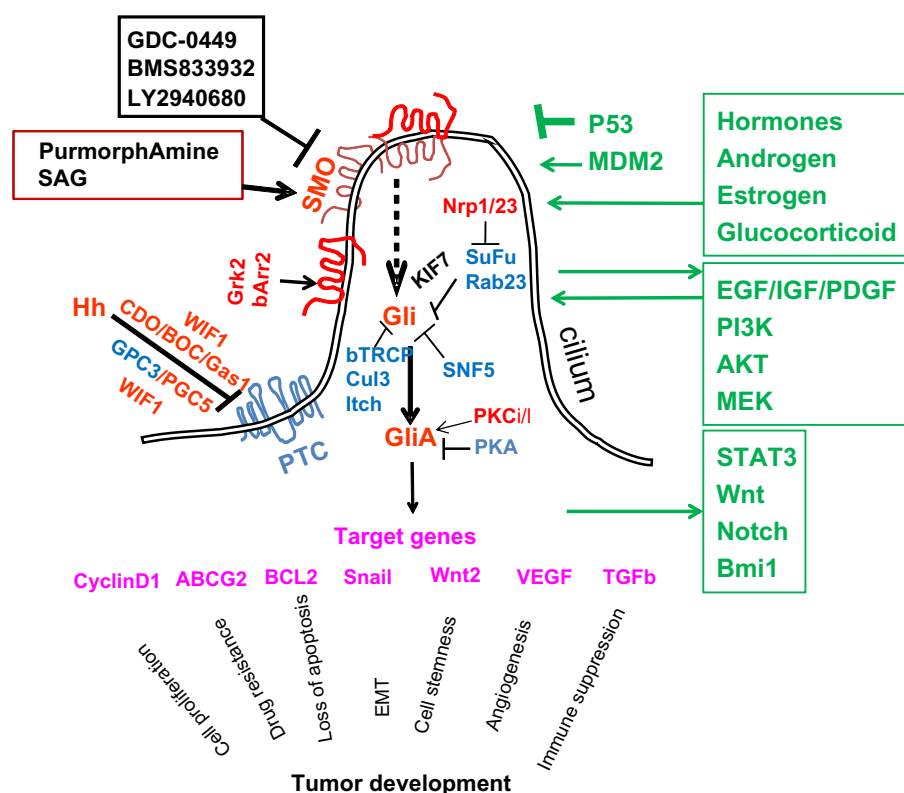 GDC-0449
BMS833932
LY2940680
PurmorphAmine
SAG
SMO
P53
MDM2
Hormones
Androgen
Estrogen
Glucocorticoid
Nrp1/23
SuFu
Rab23
KIF7
Grk2
bArr2
Gli
Hh
WIF1
CDO/BOC/Gas1
GPC3/PGC5
WIF1
PTC
bTRCP
Cul3
Itch
SNF5
cilium
EGF/IGF/PDGF
PI3K
AKT
MEK
GliA
PKCi/l
PKA
STAT3
Wnt
Notch
Bmi1
Target genes
CyclinD1 ABCG2 BCL2 Snail Wnt2 VEGF TGFb
Cell proliferation
Drug resistance
Loss of apoptosis
EMT
Cell stemness
Angiogenesis
Immune suppression
Tumor development